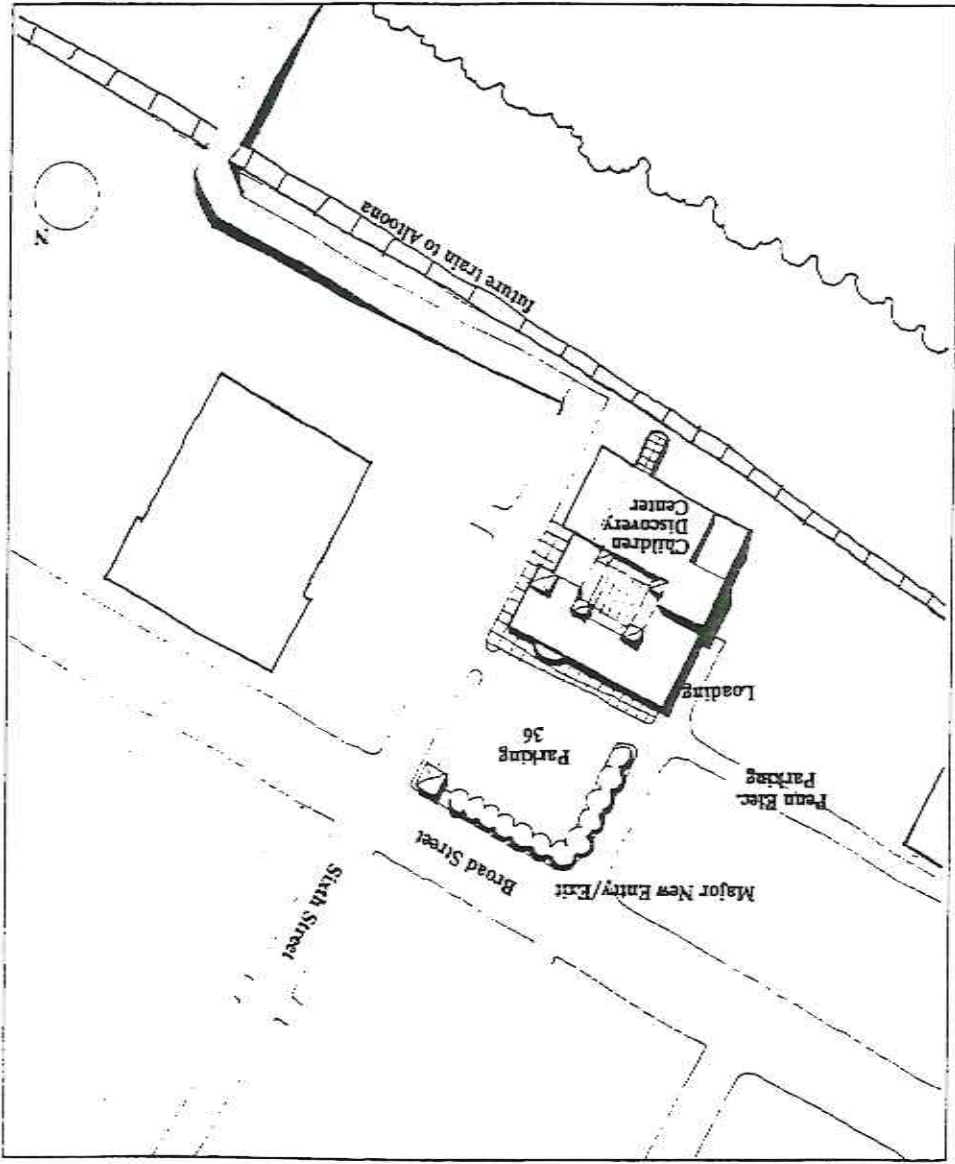 Sixth Street
Broad Street
Major New Entry/Exit
Penn Elec.
Parking
Parking
36
Loading
Children
Discovery
Center
future train to Altoona
N